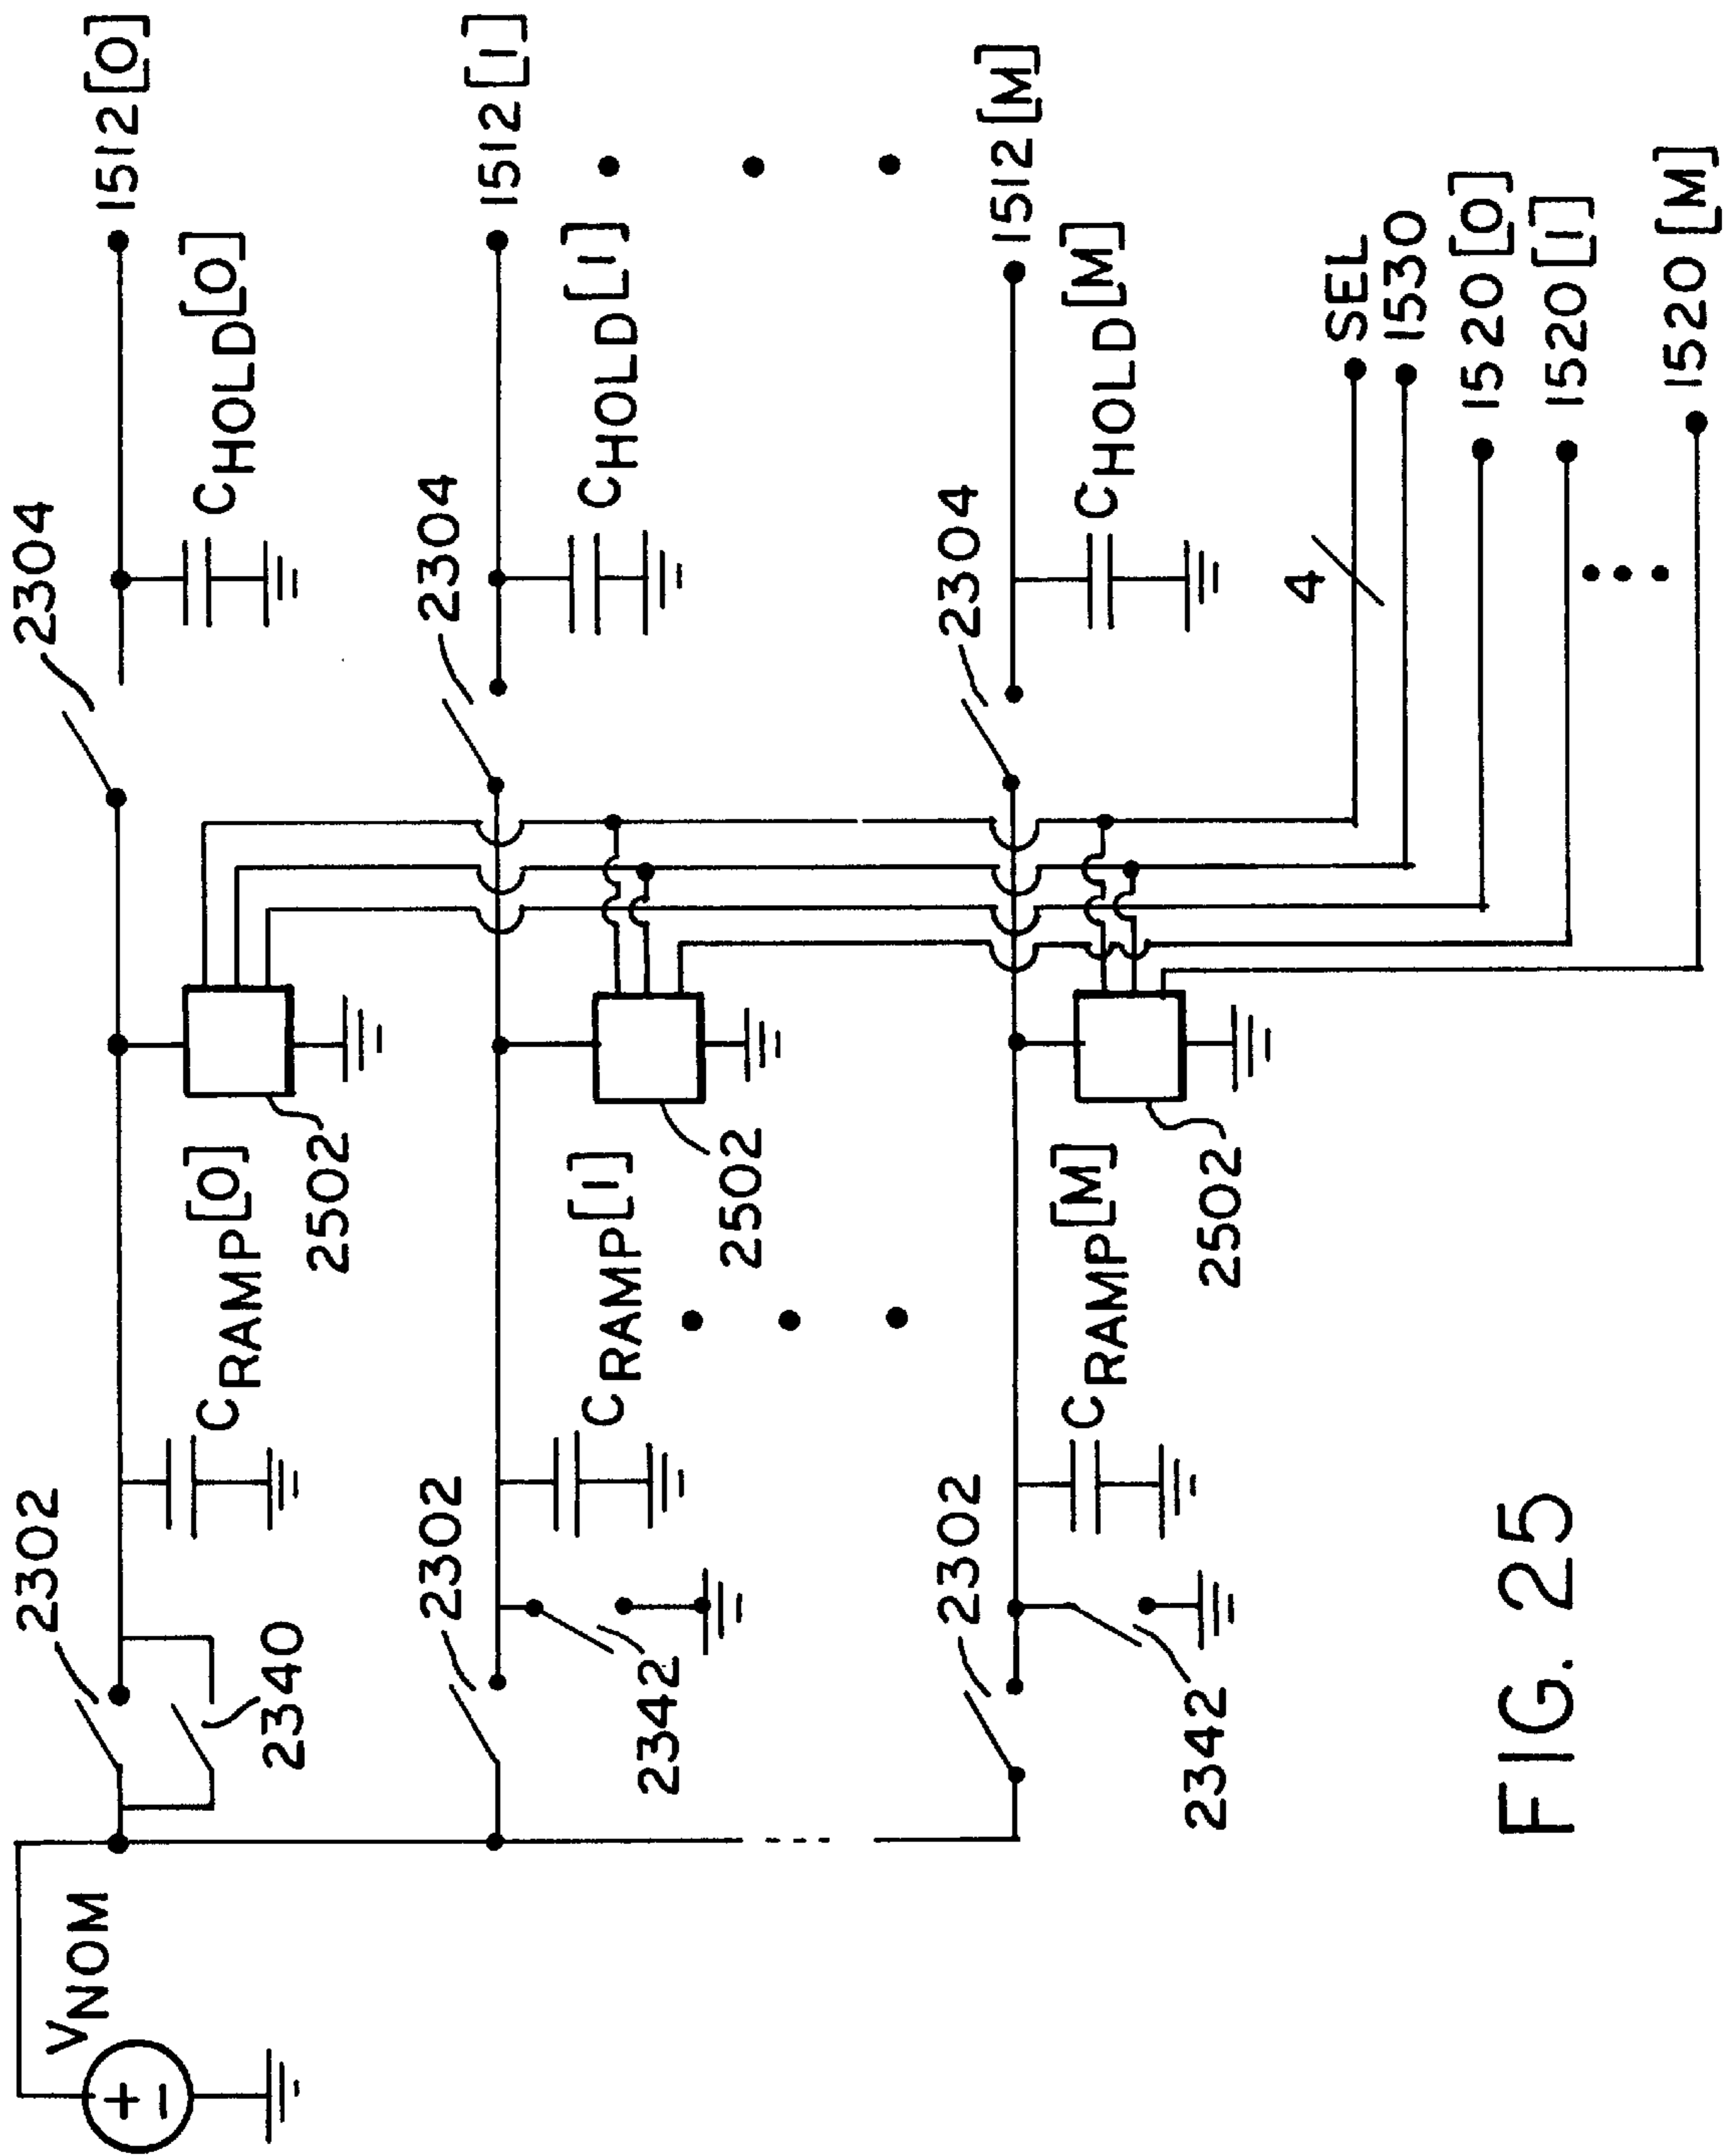 VNOM
2302
2340
CRAMP[0]
2502
2304
CHOLD[0]
1512[0]
2302
2342
CRAMP[1]
2502
2304
CHOLD[1]
1512[1]
2302
2342
CRAMP[M]
2502
2304
CHOLD[M]
1512[M]
4
SEL
1530
1520[0]
1520[1]
1520[M]
FIG. 25